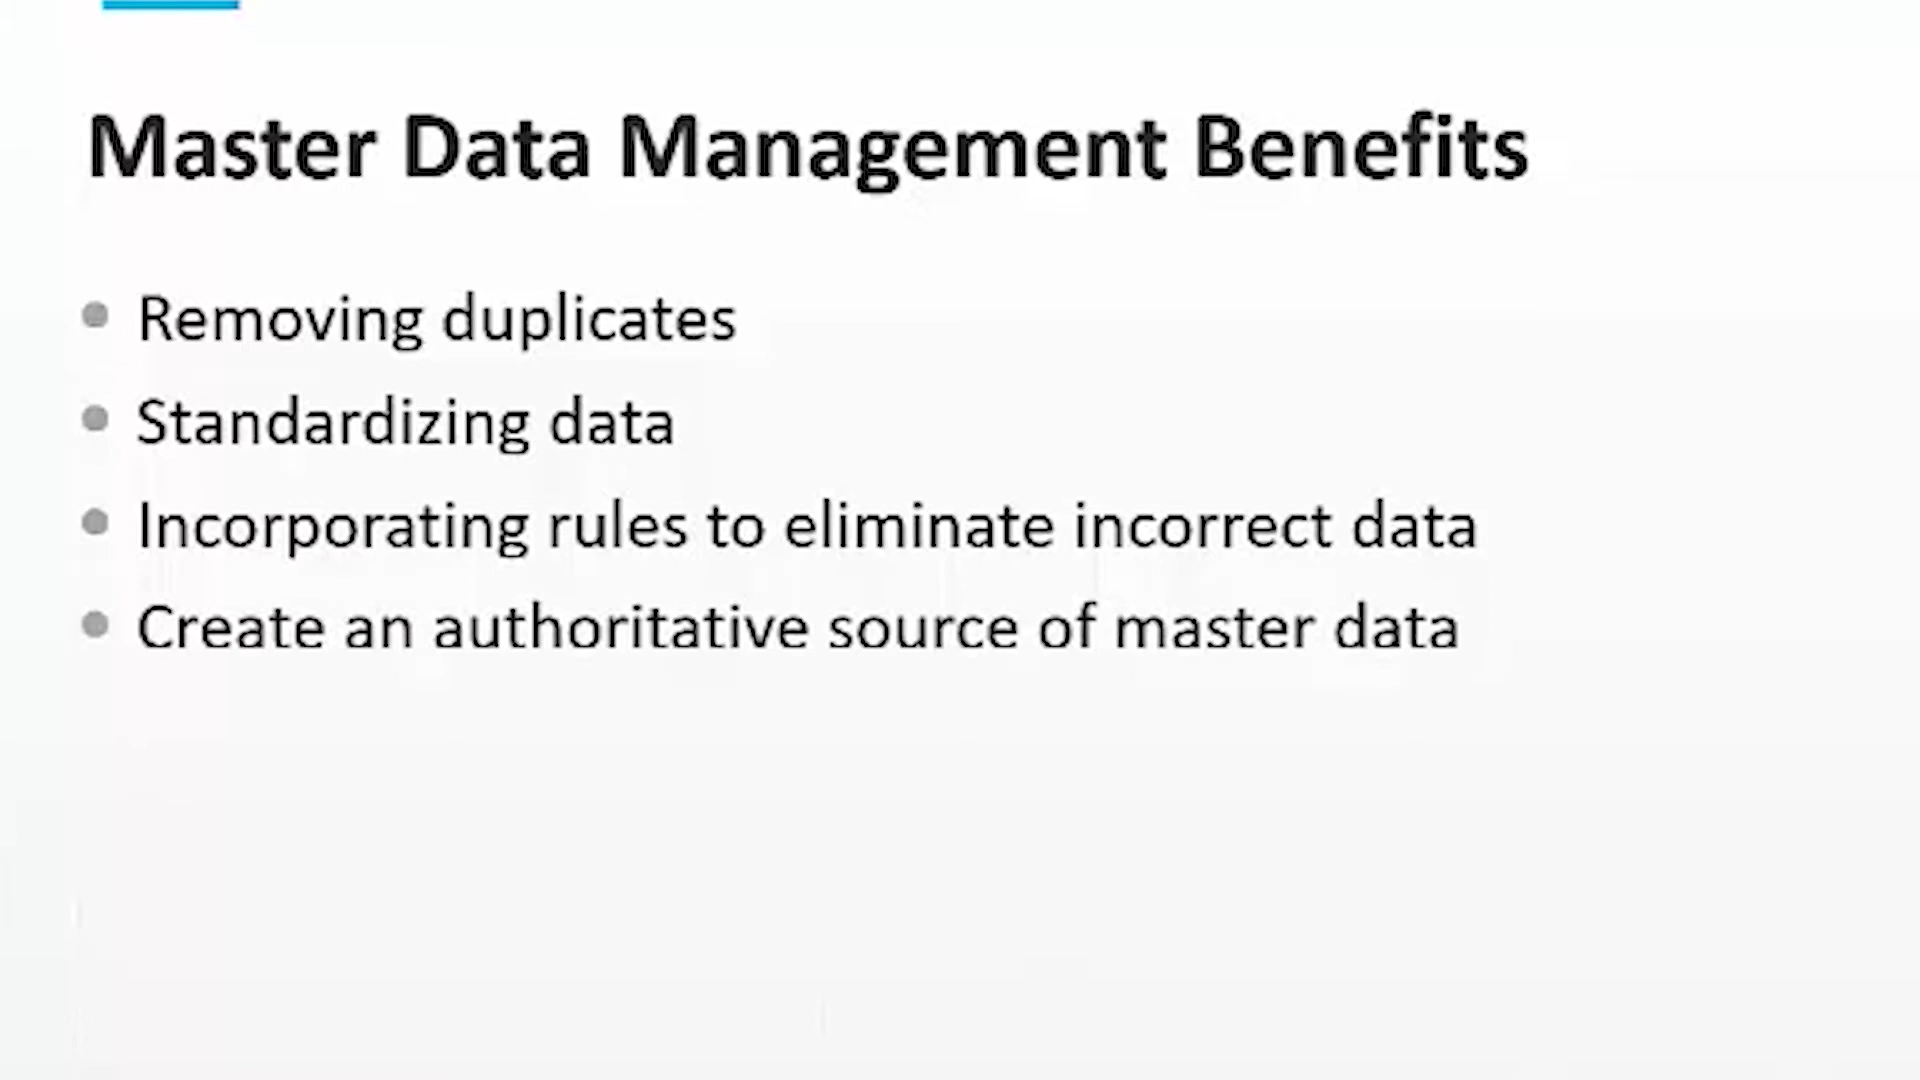 Master Data Management Benefits
Removing duplicates
Standardizing data
Incorporating rules to eliminate incorrect data
Create an authoritative source of master data